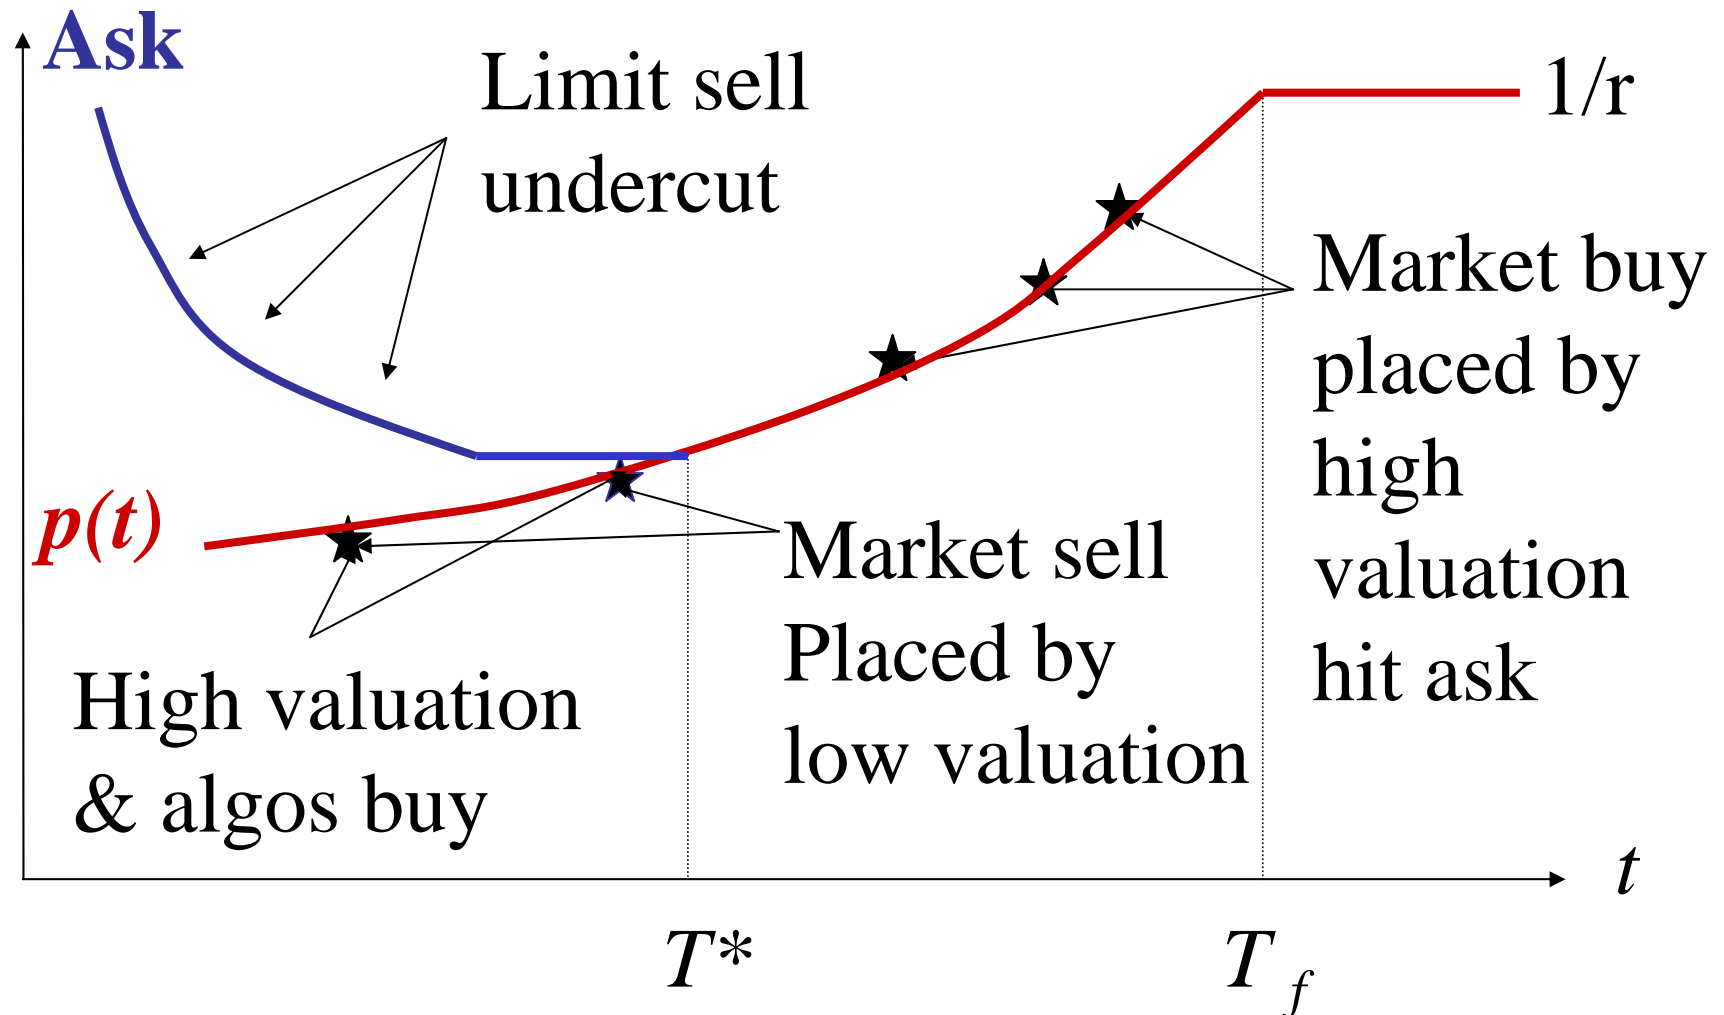 Ask
Limit sell
undercut
1/r
Market buy
placed by
high
valuation
hit ask
p(t)
Market sell
Placed by
low valuation
High valuation
& algos buy
t
T*
T f